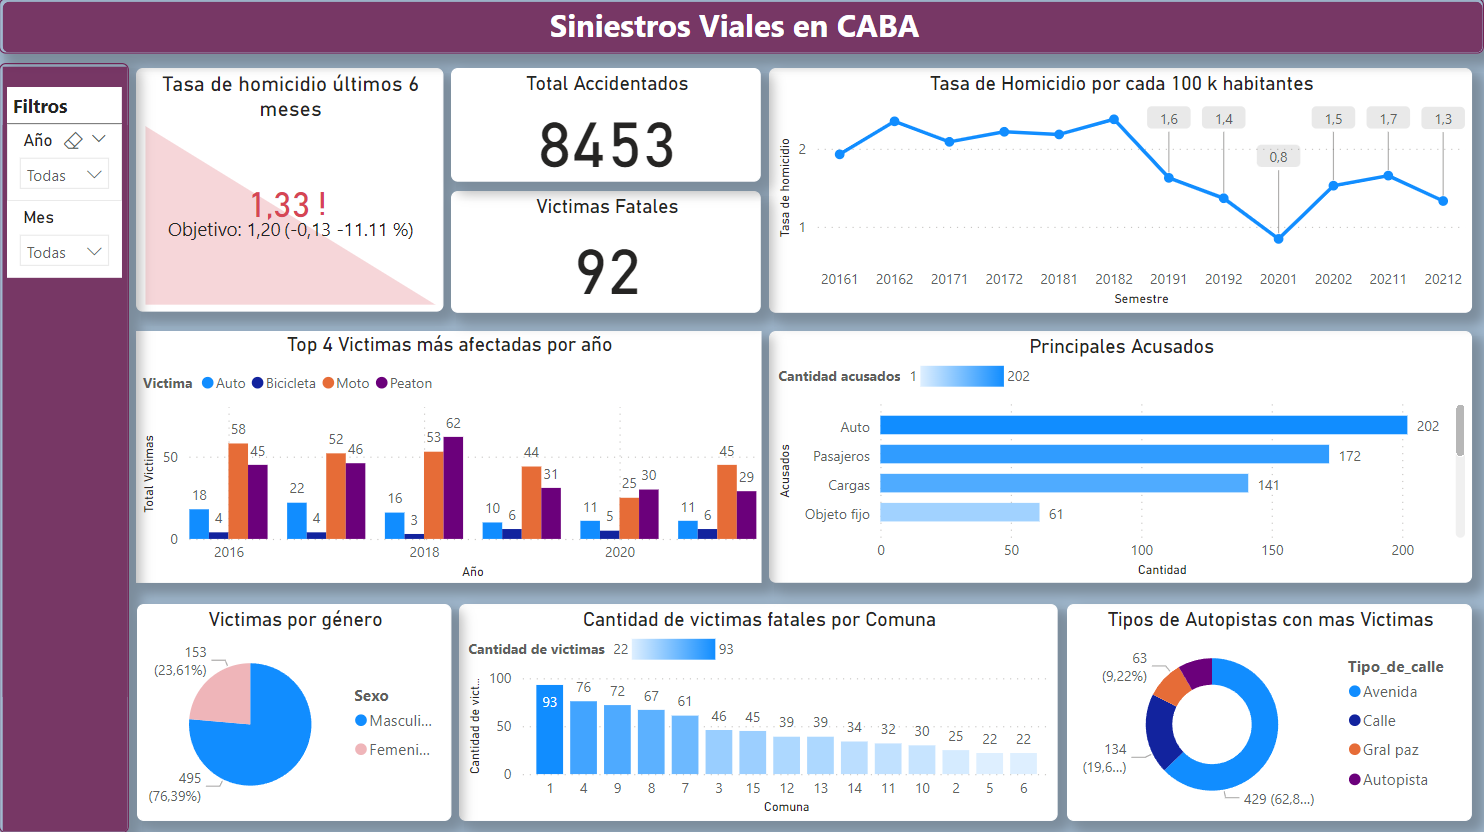 Siniestros Viales en CABA
Filtros
Año
Todas
Mes
Todas
Tasa de homicidio últimos 6
meses
1,33 !
Objetivo: 1,20 (-0,13 -11.11 %)
Total Accidentados
8453
Victimas Fatales
92
Tasa de Homicidio por cada 100 k habitantes
Tasa de homicidio
2
1
1,6
1,4
0,8
1,5
1,7
1,3
20161 20162 20171 20172 20181 20182 20191 20192 20201 20202 20211 20212
Semestre
Top 4 Victimas más afectadas por año
Victima Auto Bicicleta Moto Peaton
Total Victimas
50
0
18 4 58 45
22 4 52 46
16 3 53 62
10 6 44 31
11 5 25 30
11 6 45 29
2016 2018 2020
Año
Principales Acusados
Cantidad acusados 1 202
Acusados
Auto 202
Pasajeros 172
Cargas 141
Objeto fijo 61
0 50 100 150 200
Cantidad
Victimas por género
153
(23,61%)
495
(76,39%)
Sexo
Masculi...
Femeni...
Cantidad de victimas fatales por Comuna
Cantidad de victimas 22 93
Cantidad de vict...
100
50
0
93 76 72 67 61 46 45 39 39 34 32 30 25 22 22
1 4 9 8 7 3 15 12 13 14 11 10 2 5 6
Comuna
Tipos de Autopistas con mas Victimas
63
(9,22%)
134
(19,6...)
429 (62,8...)
Tipo_de_calle
Avenida
Calle
Gral paz
Autopista